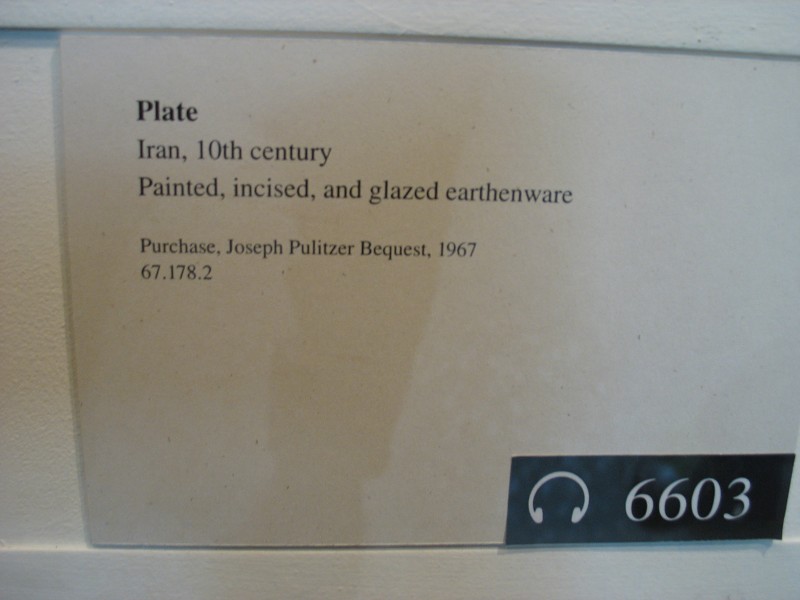 Plate
Iran, 10th century
Painted, incised, and glazed earthenware
Purchase, Joseph Pulitzer Bequest, 1967
67.178.2
6603